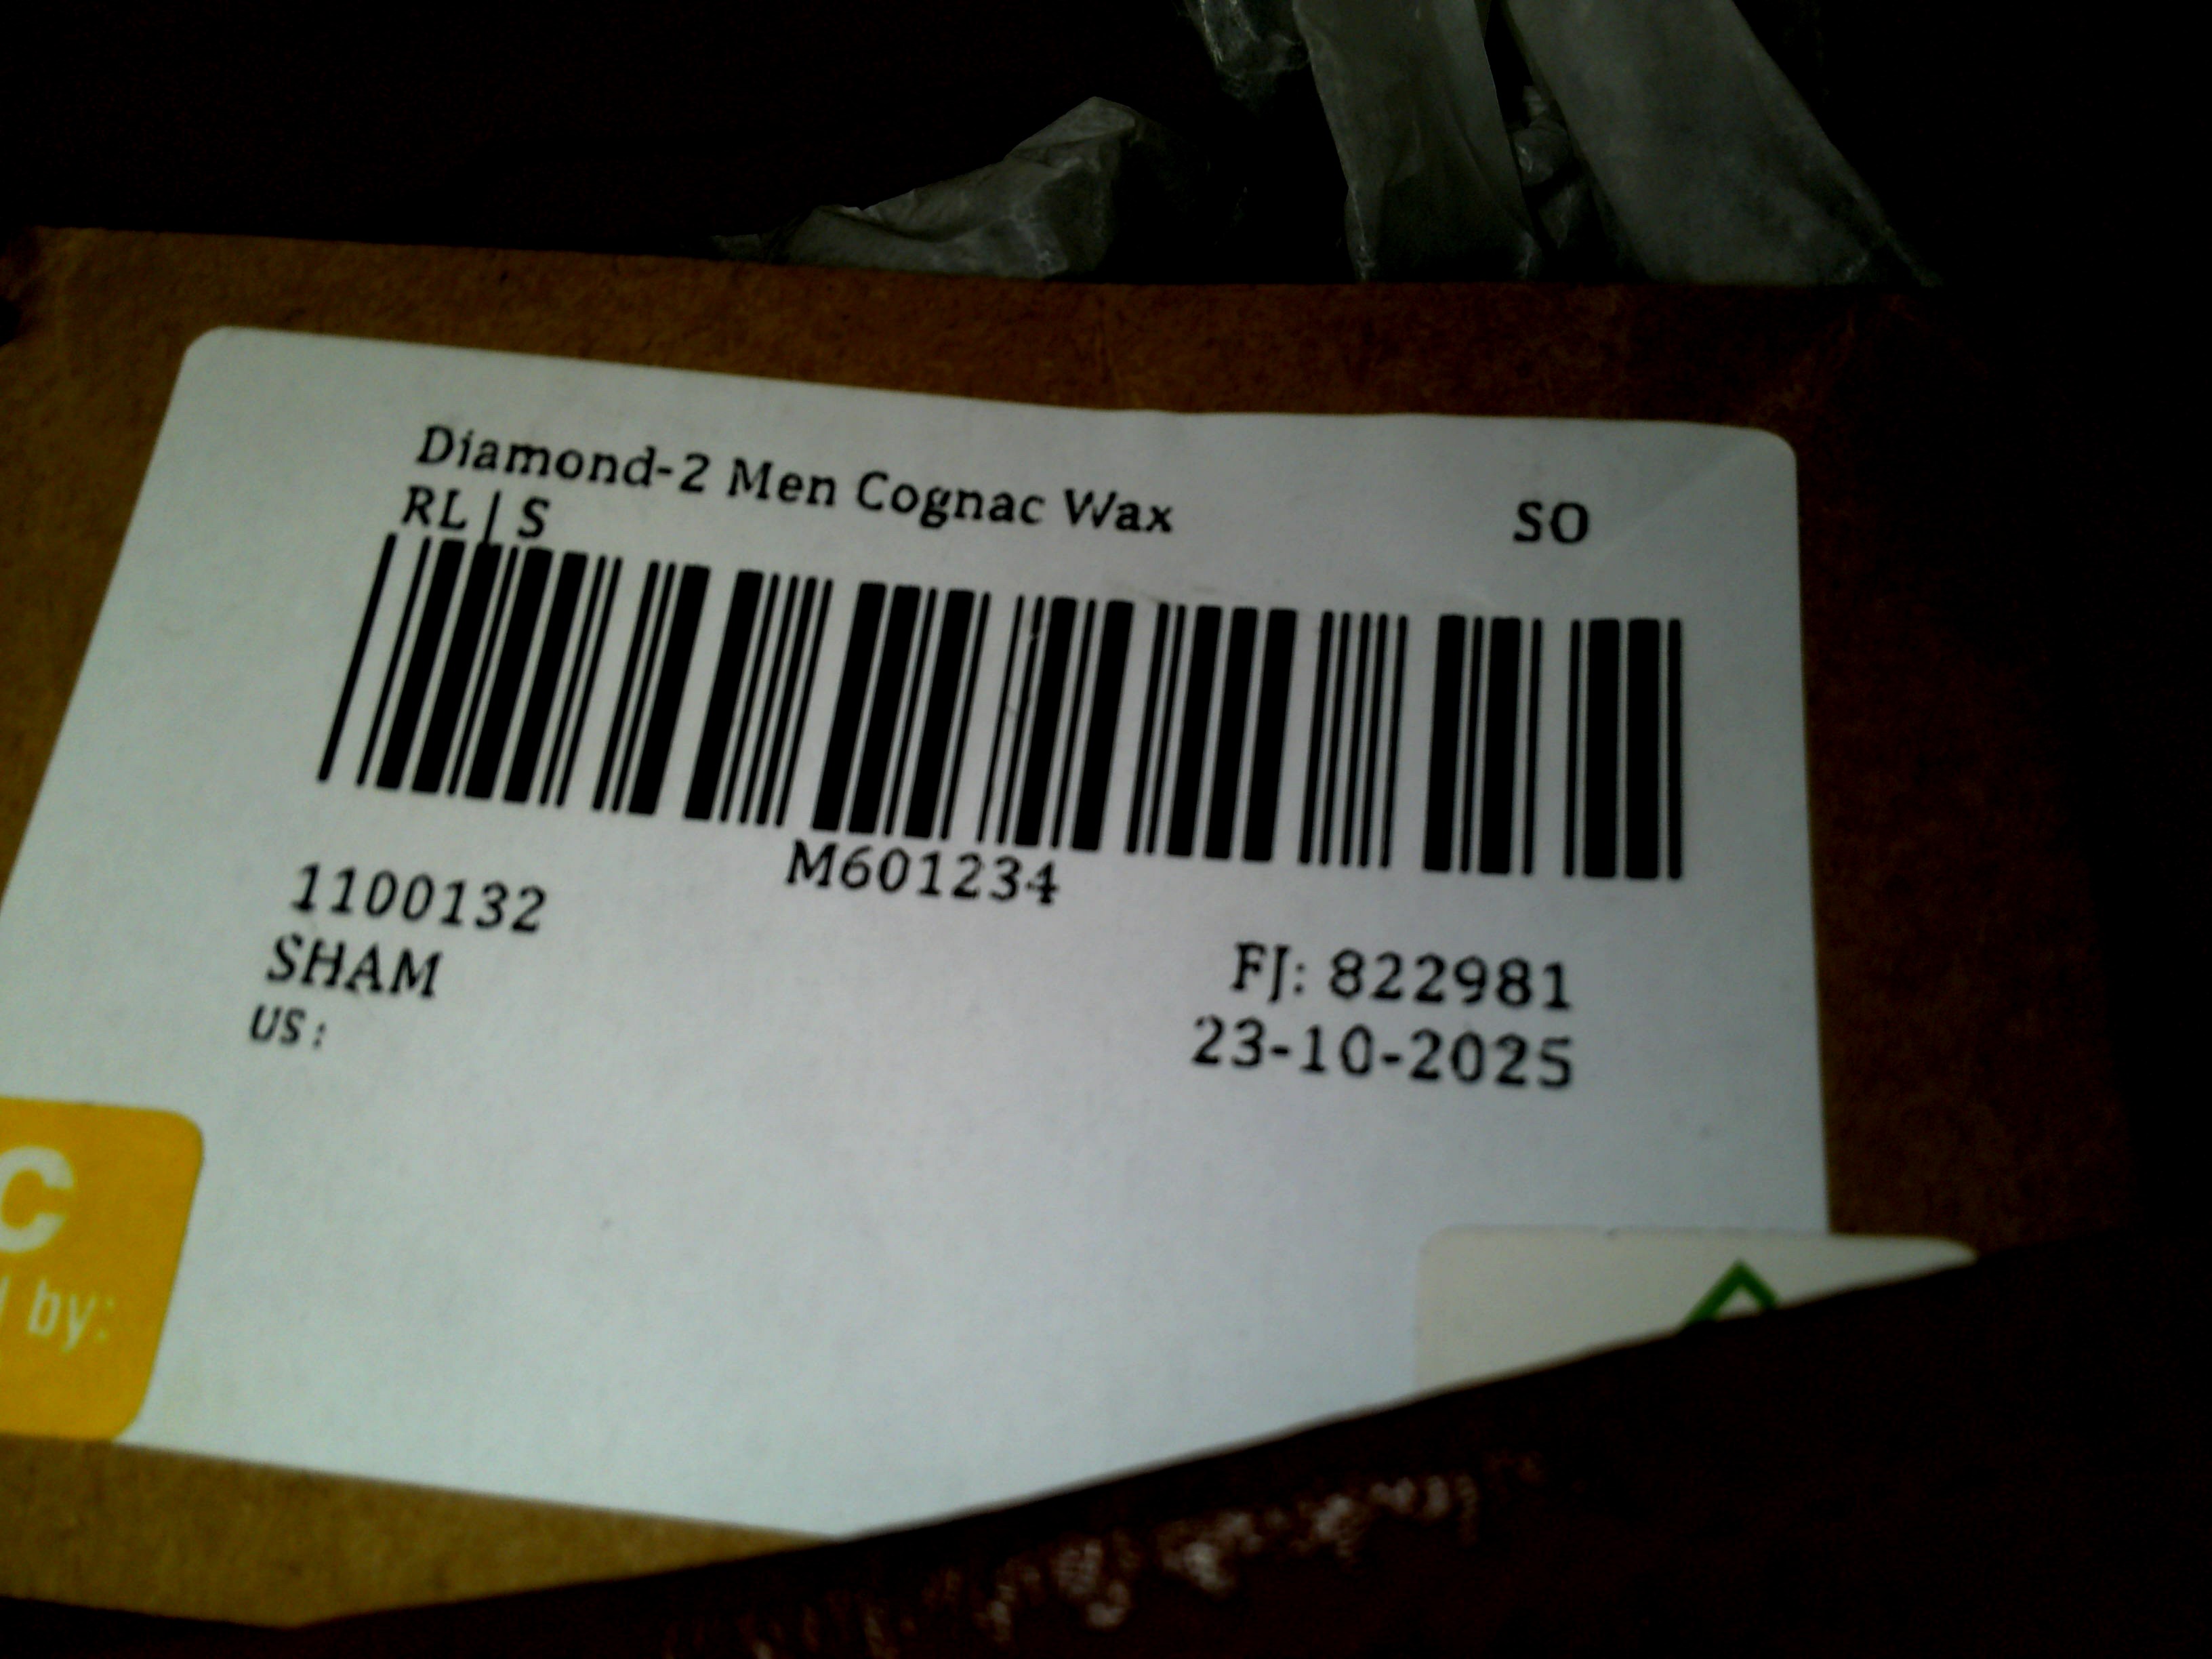 Diamond-2 Men Cognac Wax
SO
RL | S
M601234
1100132
SHAM
FJ: 822981
US:
23-10-2025
C
by: